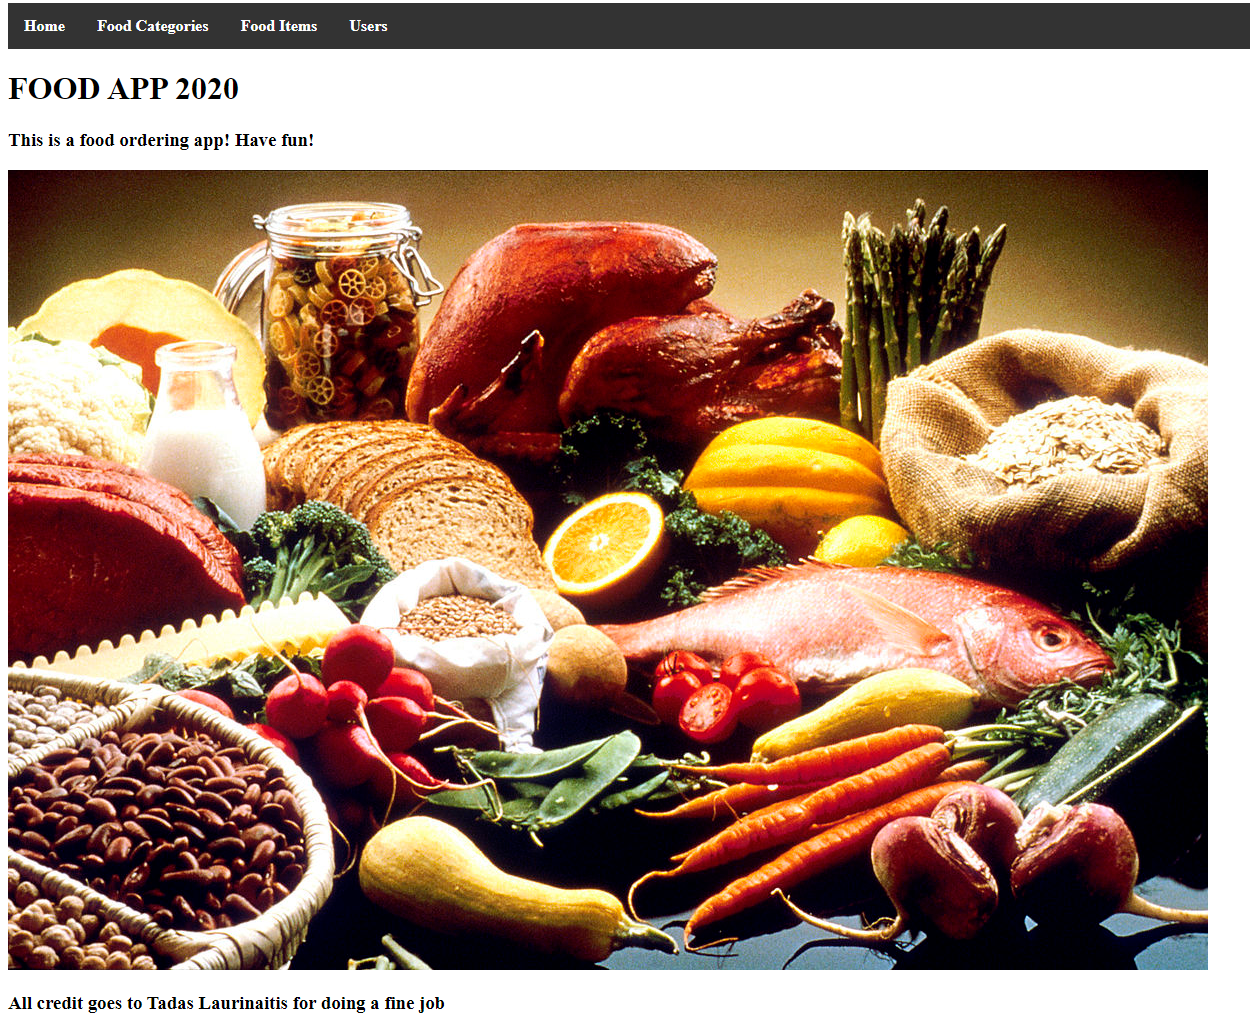 Home Food Categories Food Items Users
FOOD APP 2020
This is a food ordering app! Have fun!
All credit goes to Tadas Laurinaitis for doing a fine job